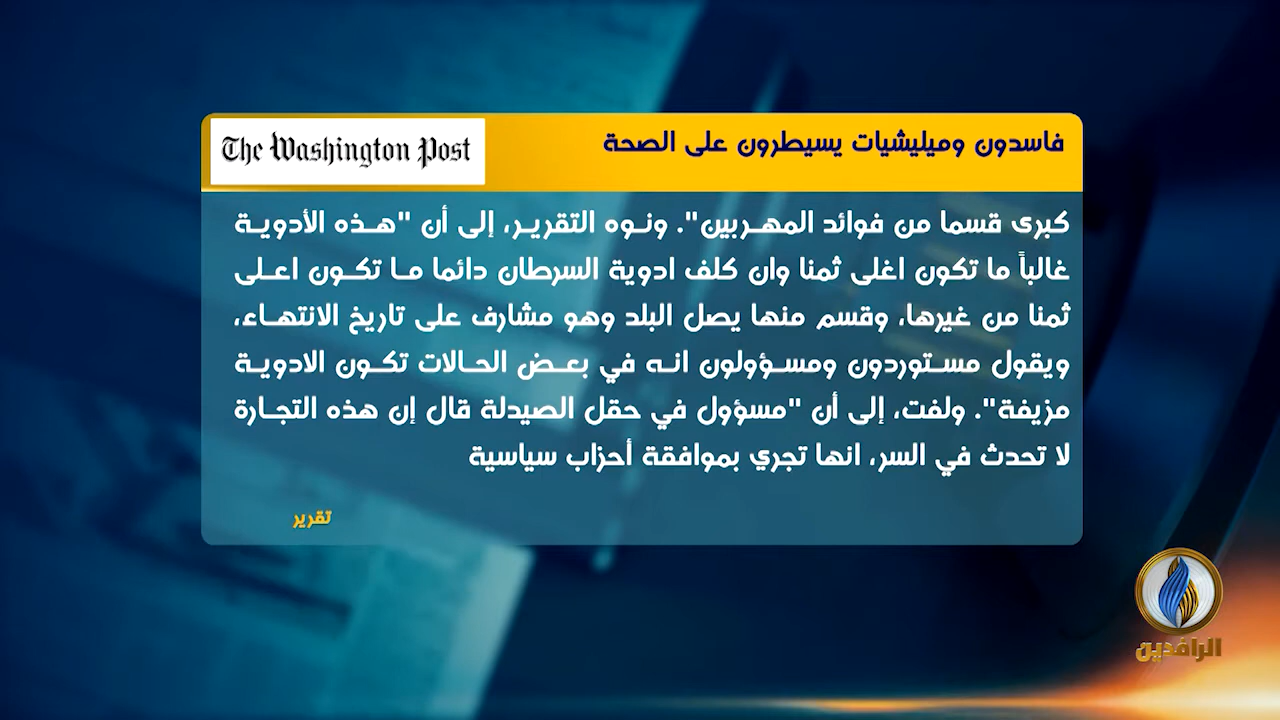 The Washington Post
فاسدون وميليشيات يسيطرون على الصحة
كبرى قسما من فوائد المهربين". ونوه التقرير، إلى أن "هذه الأدوية
غالباً ما تكون اغلى ثمنا وان كلف ادوية السرطان دائما ما تكون اعلى
ثمنا من غيرها، وقسم منها يصل البلد وهو مشارف على تاريخ الانتهاء،
ويقول مستوردون ومسؤولون انه في بعض الحالات تكون الادوية
مزيفة". ولفت، إلى أن "مسؤول في حقل الصيدلة قال إن هذه التجارة
لا تحدث في السر، انها تجري بموافقة أحزاب سياسية
تقرير
الرافدين